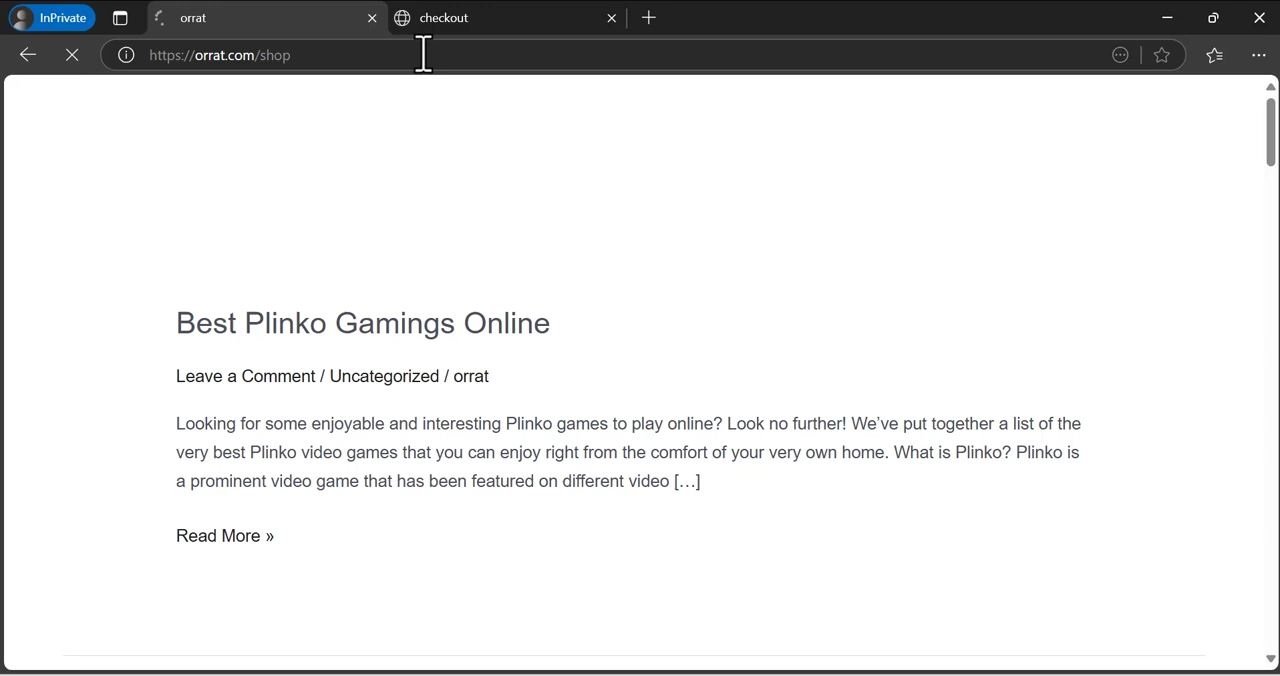 InPrivate
orrat
checkout
https://orrat.com/shop
Best Plinko Gamings Online
Leave a Comment / Uncategorized / orrat
Looking for some enjoyable and interesting Plinko games to play online? Look no further! We’ve put together a list of the
very best Plinko video games that you can enjoy right from the comfort of your very own home. What is Plinko? Plinko is
a prominent video game that has been featured on different video […]
Read More »